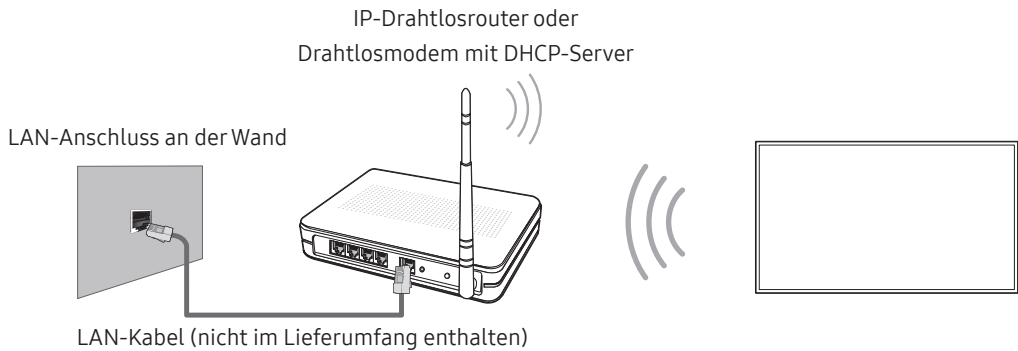 IP-Drahtlosrouter oder
Drahtlosmodem mit DHCP-Server
LAN-Anschluss an der Wand
LAN-Kabel (nicht im Lieferumfang enthalten)